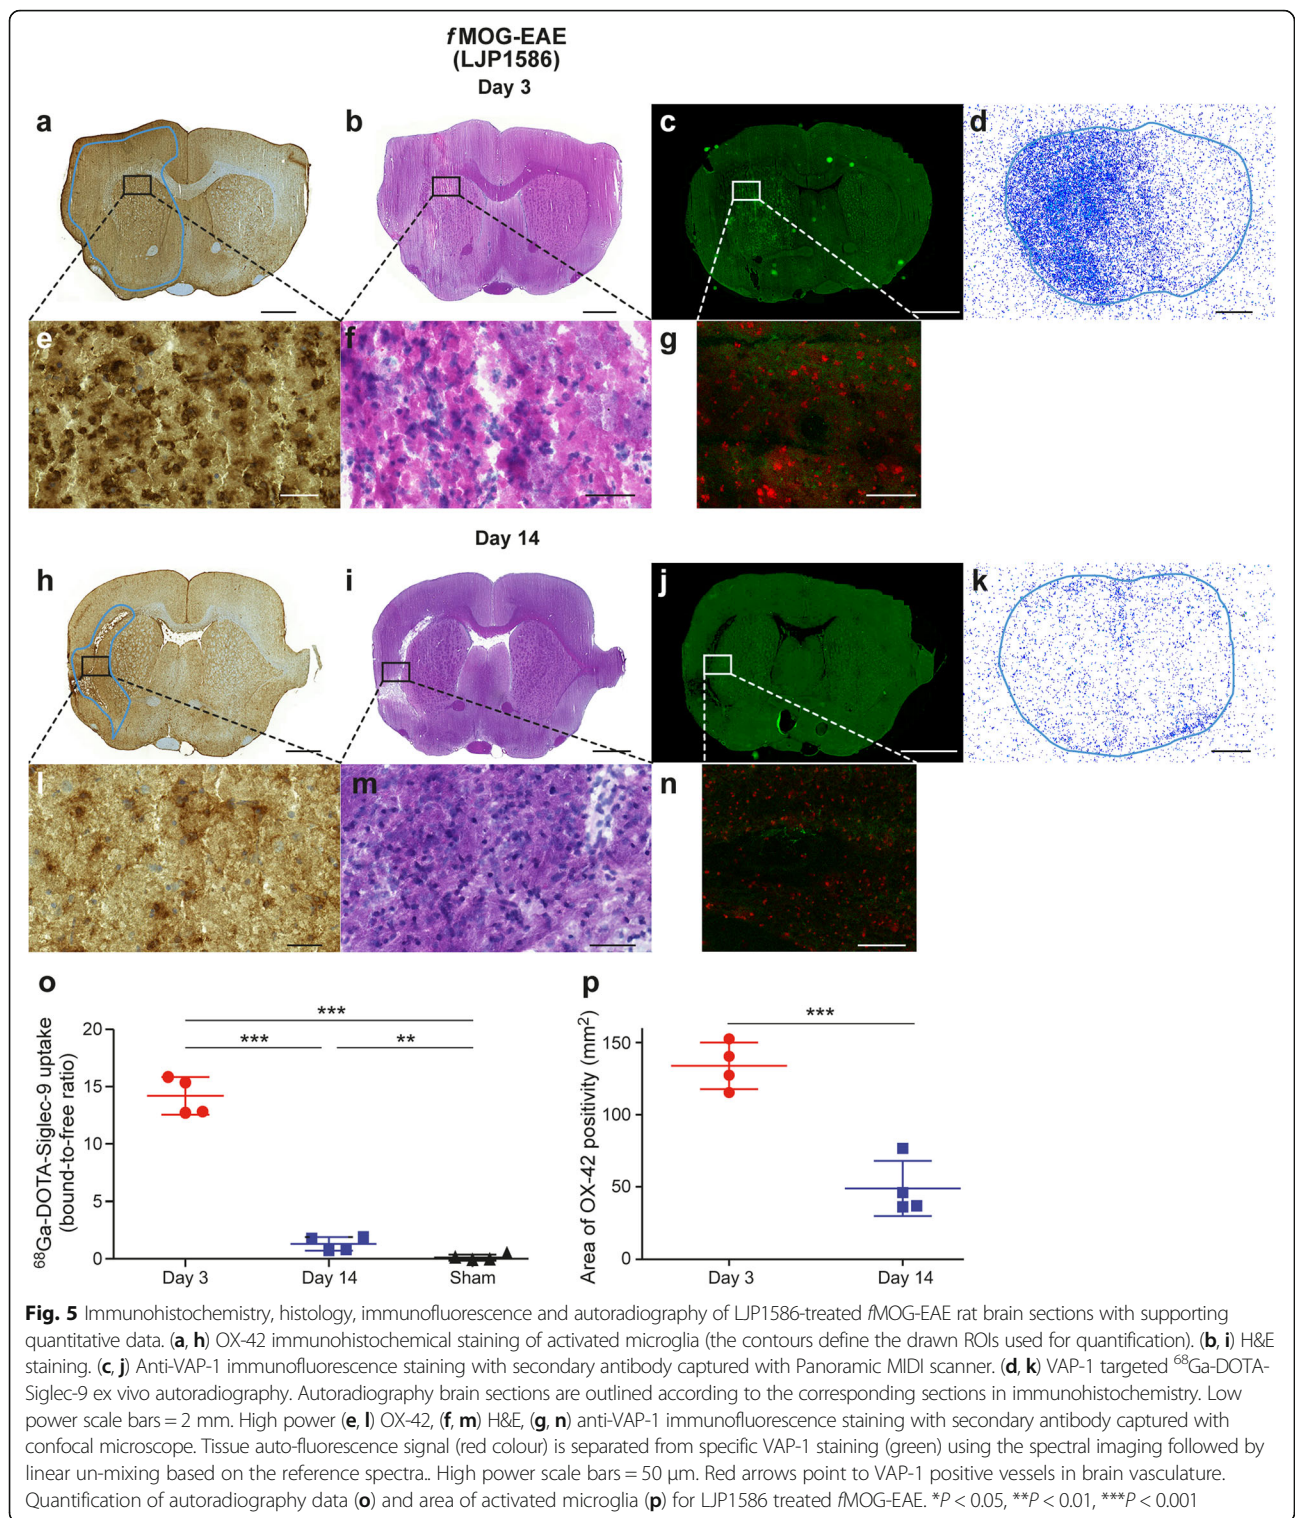 fMOG-EAE
(LJP1586)
Day 3
a
b
c
d
e
f
g
Day 14
h
i
j
k
l
m
n
o
p
68Ga-DOTA-Siglec-9 uptake
(bound-to-free ratio)
20
15
10
5
0
***
***
**
Day 3
Day 14
Sham
Area of OX-42 positivity (mm2)
150
100
50
0
***
Day 3
Day 14
Fig. 5 Immunohistochemistry, histology, immunofluorescence and autoradiography of LJP1586-treated fMOG-EAE rat brain sections with supporting
quantitative data. (a, h) OX-42 immunohistochemical staining of activated microglia (the contours define the drawn ROIs used for quantification). (b, i) H&E
staining. (c, j) Anti-VAP-1 immunofluorescence staining with secondary antibody captured with Panoramic MIDI scanner. (d, k) VAP-1 targeted 68Ga-DOTA-
Siglec-9 ex vivo autoradiography. Autoradiography brain sections are outlined according to the corresponding sections in immunohistochemistry. Low
power scale bars = 2 mm. High power (e, l) OX-42, (f, m) H&E, (g, n) anti-VAP-1 immunofluorescence staining with secondary antibody captured with
confocal microscope. Tissue auto-fluorescence signal (red colour) is separated from specific VAP-1 staining (green) using the spectral imaging followed by
linear un-mixing based on the reference spectra.. High power scale bars = 50 μm. Red arrows point to VAP-1 positive vessels in brain vasculature.
Quantification of autoradiography data (o) and area of activated microglia (p) for LJP1586 treated fMOG-EAE. *P < 0.05, **P < 0.01, ***P < 0.001